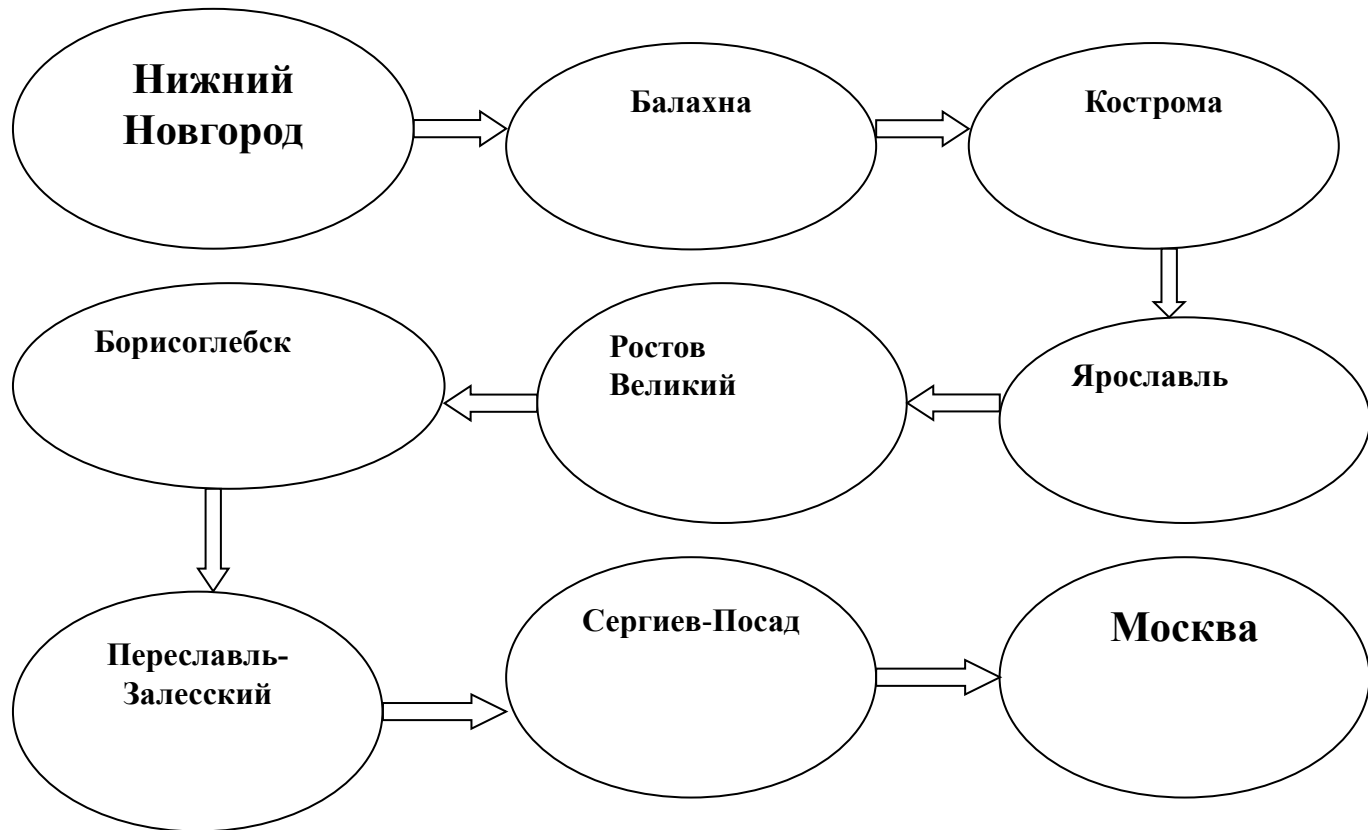 Нижний
Новгород
Балахна
Кострома
Ярославль
Ростов
Великий
Борисоглебск
Переславль-
Залесский
Сергиев-Посад
Москва